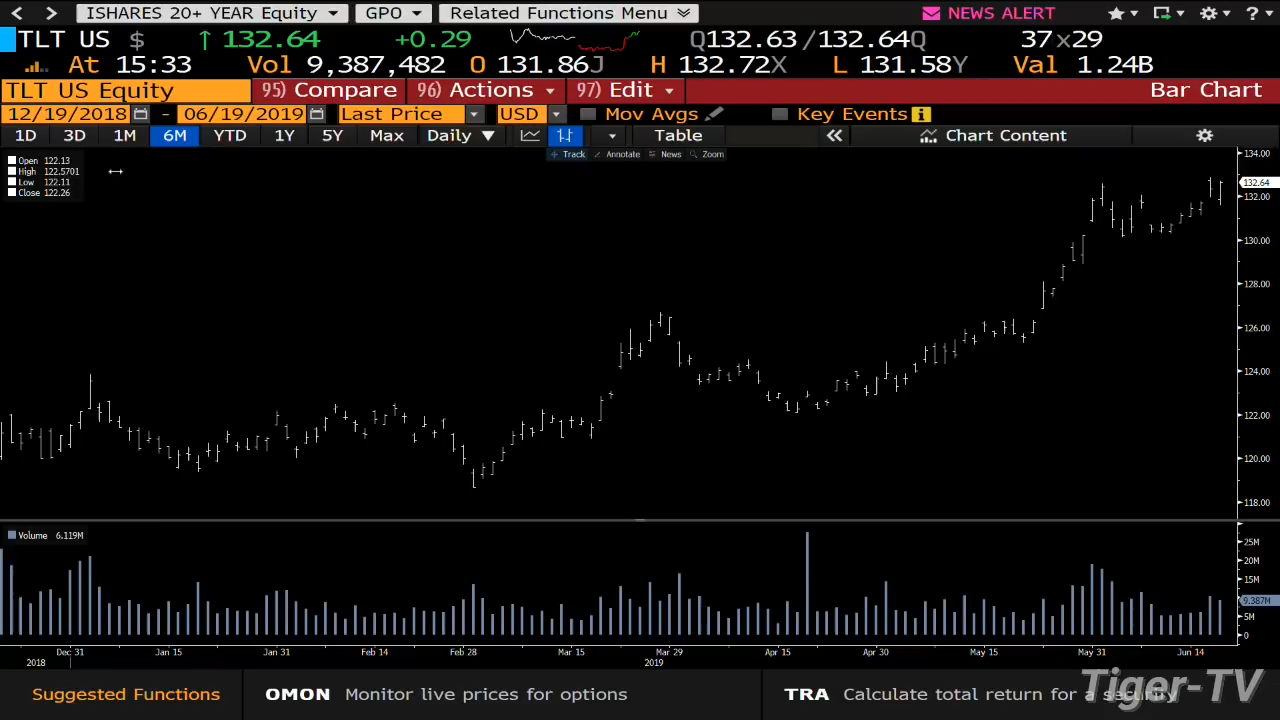 < > ISHARES 20+ YEAR Equity GPO Related Functions Menu NEWS ALERT ?
TLT US $ ↑ 132.64 +0.29 Q132.63 /132.64Q 37x29
At 15:33 Vol 9,387,482 O 131.86J H 132.72X L 131.58Y Val 1.24B
TLT US Equity 95) Compare 96) Actions 97) Edit Bar Chart
12/19/2018 - 06/19/2019 Last Price USD Mov Avgs Key Events i
1D 3D 1M 6M YTD 1Y 5Y Max Daily ▼ Table « Chart Content
Track Annotate News Zoom
Open 122.13
High 122.5701
Low 122.11
Close 122.26
134.00
132.64
132.00
130.00
128.00
126.00
124.00
122.00
120.00
118.00
Volume 6.119M
25M
20M
15M
9.387M
5M
0
Dec 31 Jan 15 Jan 31 Feb 14 Feb 28 Mar 15 Mar 29 Apr 15 Apr 30 May 15 May 31 Jun 14
2018 2019
Suggested Functions OMON Monitor live prices for options TRA Calculate total return for a security
Tiger-TV